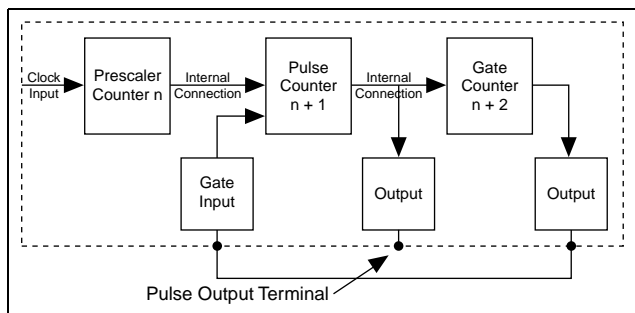 Clock
Input
Prescaler
Counter n
Internal
Connection
Pulse
Counter
n + 1
Internal
Connection
Gate
Counter
n + 2
Gate
Input
Output
Output
Pulse Output Terminal